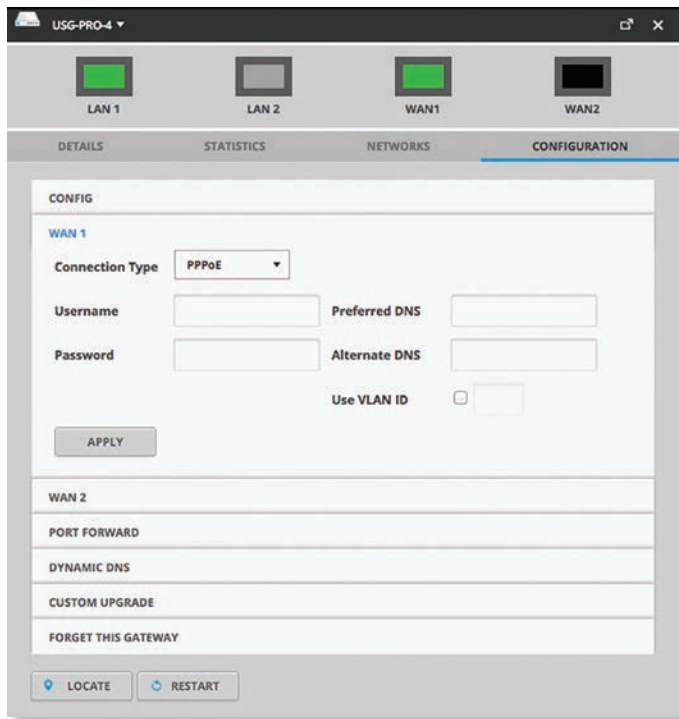 USG-PRO-4
LAN 1
LAN 2
WAN1
WAN2
DETAILS
STATISTICS
NETWORKS
CONFIGURATION
CONFIG
WAN 1
Connection Type
PPPoE
Username
Preferred DNS
Password
Alternate DNS
Use VLAN ID
APPLY
WAN 2
PORT FORWARD
DYNAMIC DNS
CUSTOM UPGRADE
FORGET THIS GATEWAY
LOCATE
RESTART